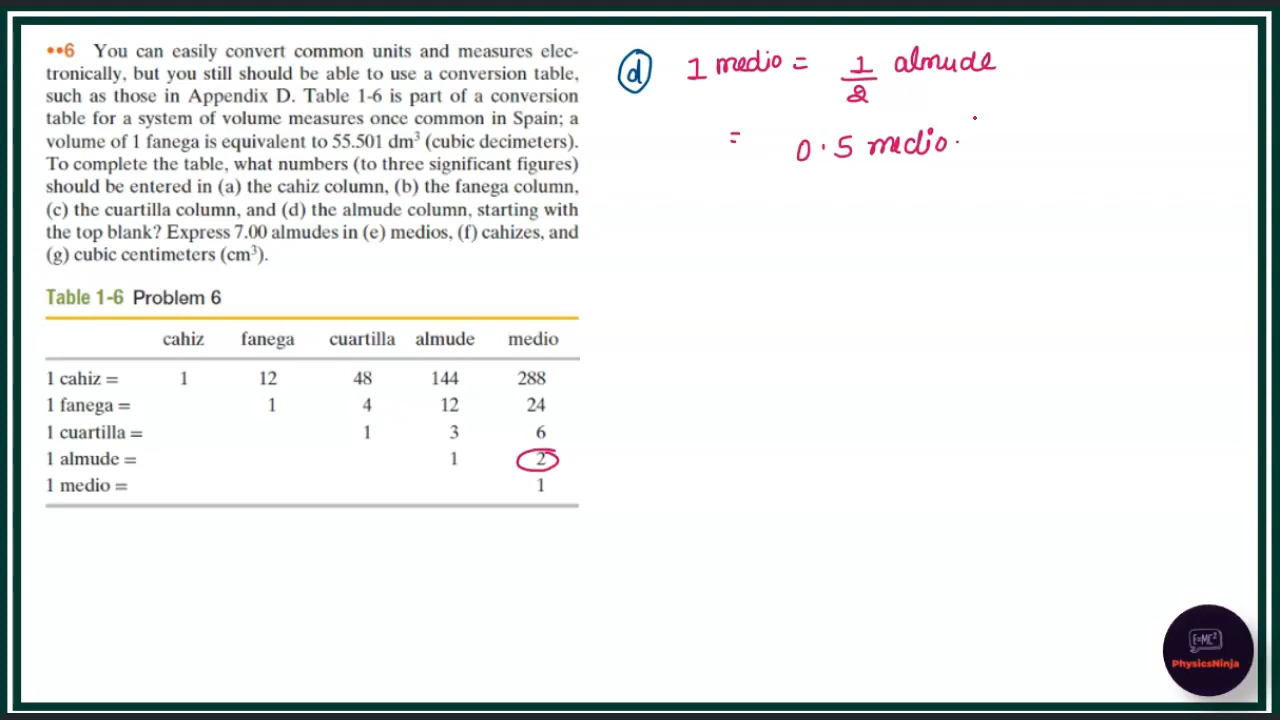 ••6 You can easily convert common units and measures elec-
tronically, but you still should be able to use a conversion table,
such as those in Appendix D. Table 1-6 is part of a conversion
table for a system of volume measures once common in Spain; a
volume of 1 fanega is equivalent to 55.501 dm³ (cubic decimeters).
To complete the table, what numbers (to three significant figures)
should be entered in (a) the cahiz column, (b) the fanega column,
(c) the cuartilla column, and (d) the almude column, starting with
the top blank? Express 7.00 almudes in (e) medios, (f) cahizes, and
(g) cubic centimeters (cm³).
Table 1-6 Problem 6
cahiz fanega cuartilla almude medio
1 cahiz = 1 12 48 144 288
1 fanega = 1 4 12 24
1 cuartilla = 1 3 6
1 almude = 1 2
1 medio = 1
(d) 1 medio = 1/2 almude
= 0.5 medio.
E=MC²
PhysicsNinja